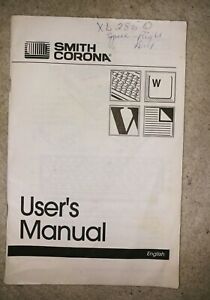 SMITH
CORONA®
W
User's
Manual
English